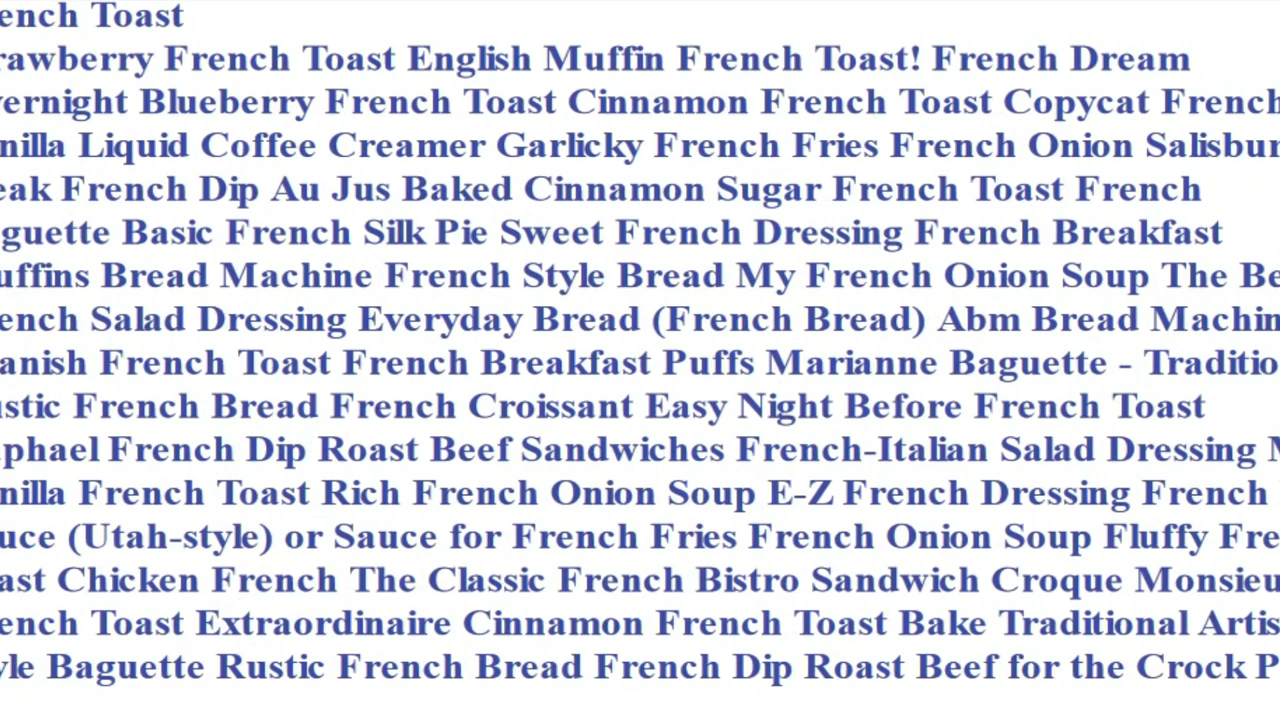 ench Toast
rawberry French Toast English Muffin French Toast! French Dream
vernight Blueberry French Toast Cinnamon French Toast Copycat French
nilla Liquid Coffee Creamer Garlicky French Fries French Onion Salisbur
eak French Dip Au Jus Baked Cinnamon Sugar French Toast French
guette Basic French Silk Pie Sweet French Dressing French Breakfast
uffins Bread Machine French Style Bread My French Onion Soup The Be
ench Salad Dressing Everyday Bread (French Bread) Abm Bread Machin
anish French Toast French Breakfast Puffs Marianne Baguette - Traditio
ustic French Bread French Croissant Easy Night Before French Toast
phael French Dip Roast Beef Sandwiches French-Italian Salad Dressing M
nilla French Toast Rich French Onion Soup E-Z French Dressing French
uce (Utah-style) or Sauce for French Fries French Onion Soup Fluffy Fre
ast Chicken French The Classic French Bistro Sandwich Croque Monsieu
ench Toast Extraordinaire Cinnamon French Toast Bake Traditional Artis
yle Baguette Rustic French Bread French Dip Roast Beef for the Crock P